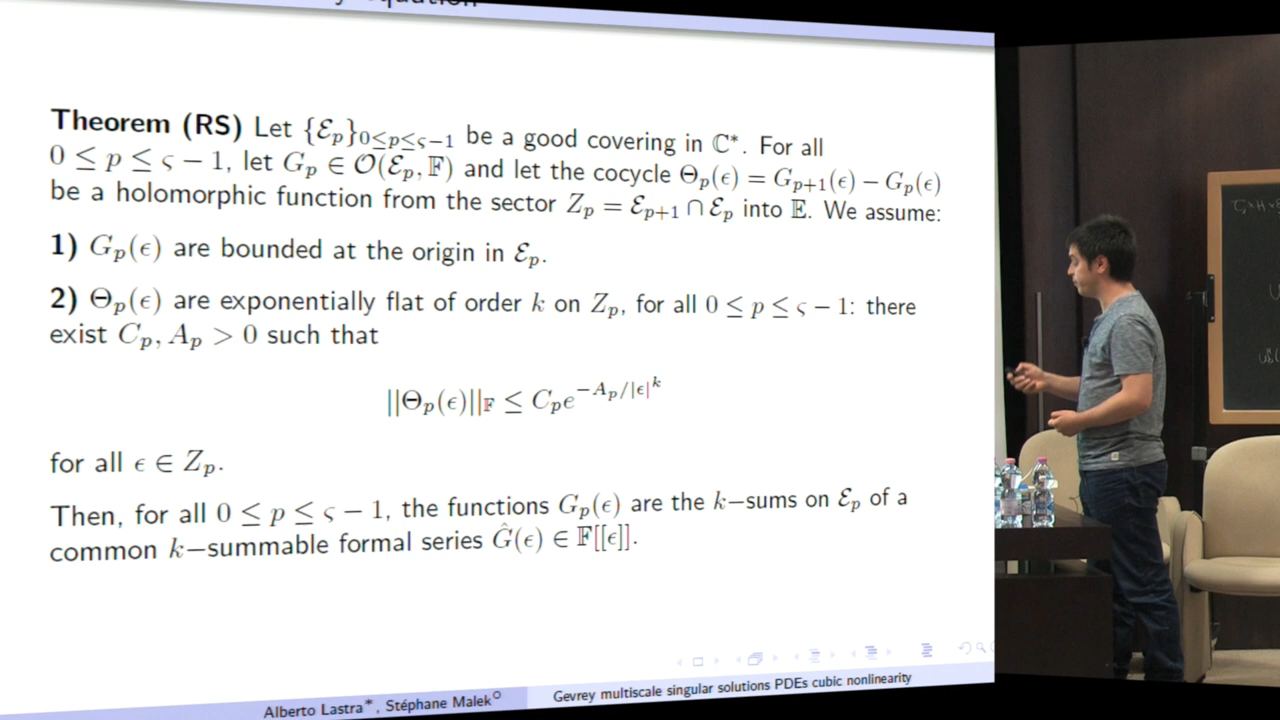 Theorem (RS) Let {ℰ_p}_{0≤p≤ς−1} be a good covering in ℂ*. For all
0 ≤ p ≤ ς − 1, let G_p ∈ 𝒪(ℰ_p, 𝔽) and let the cocycle Θ_p(ϵ) = G_{p+1}(ϵ) − G_p(ϵ)
be a holomorphic function from the sector Z_p = ℰ_{p+1} ∩ ℰ_p into 𝔼. We assume:
1) G_p(ϵ) are bounded at the origin in ℰ_p.
2) Θ_p(ϵ) are exponentially flat of order k on Z_p, for all 0 ≤ p ≤ ς − 1: there
exist C_p, A_p > 0 such that
||Θ_p(ϵ)||_𝔽 ≤ C_p e^{−A_p/|ϵ|^k}
for all ϵ ∈ Z_p.
Then, for all 0 ≤ p ≤ ς − 1, the functions G_p(ϵ) are the k−sums on ℰ_p of a
common k−summable formal series Ĝ(ϵ) ∈ 𝔽[[ϵ]].
Alberto Lastra*, Stéphane Malek○
Gevrey multiscale singular solutions PDEs cubic nonlinearity